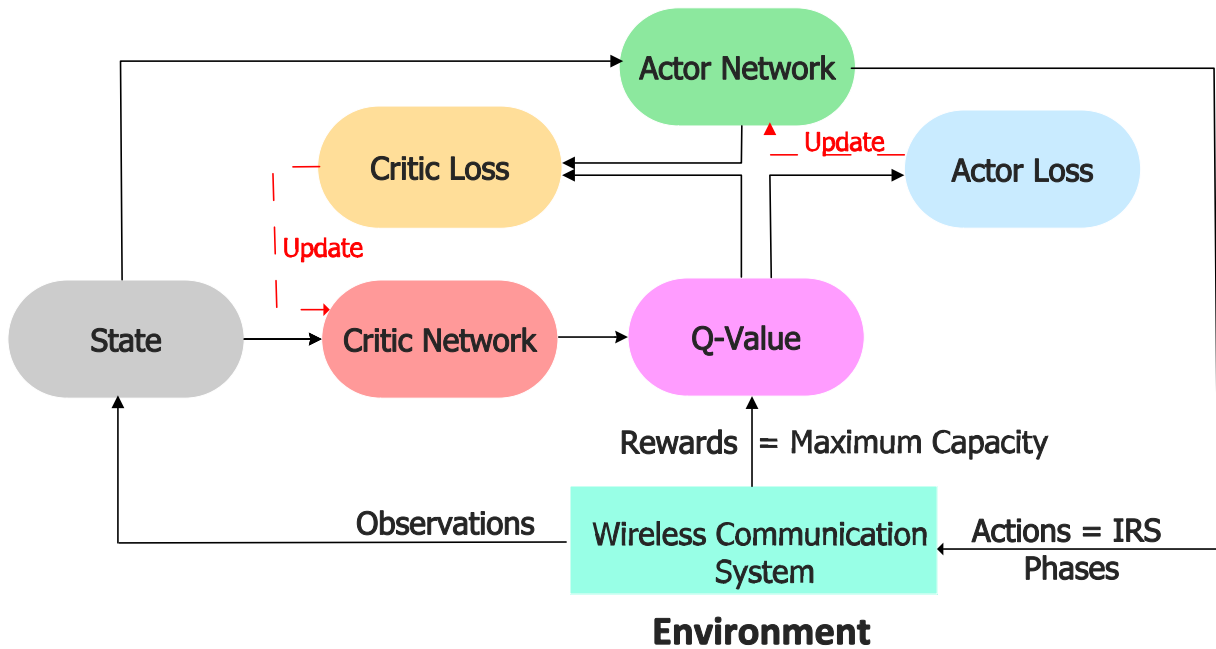 Actor Network
Update
Critic Loss
Actor Loss
Update
State
Critic Network
Q-Value
Rewards = Maximum Capacity
Observations
Wireless Communication
System
Actions = IRS
Phases
Environment